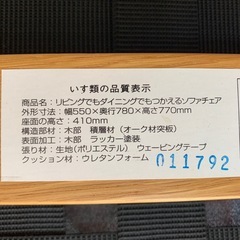 いす類の品質表示
商品名：リビングでもダイニングでもつかえるソファチェア
外形寸法：幅550×奥行780×高さ770mm
座面の高さ：410mm
構造部材：木部　積層材（オーク材突板）
表面加工：木部　ラッカー塗装
張り材：生地（ポリエステル）　ウェービングテープ
クッション材：ウレタンフォーム
011792